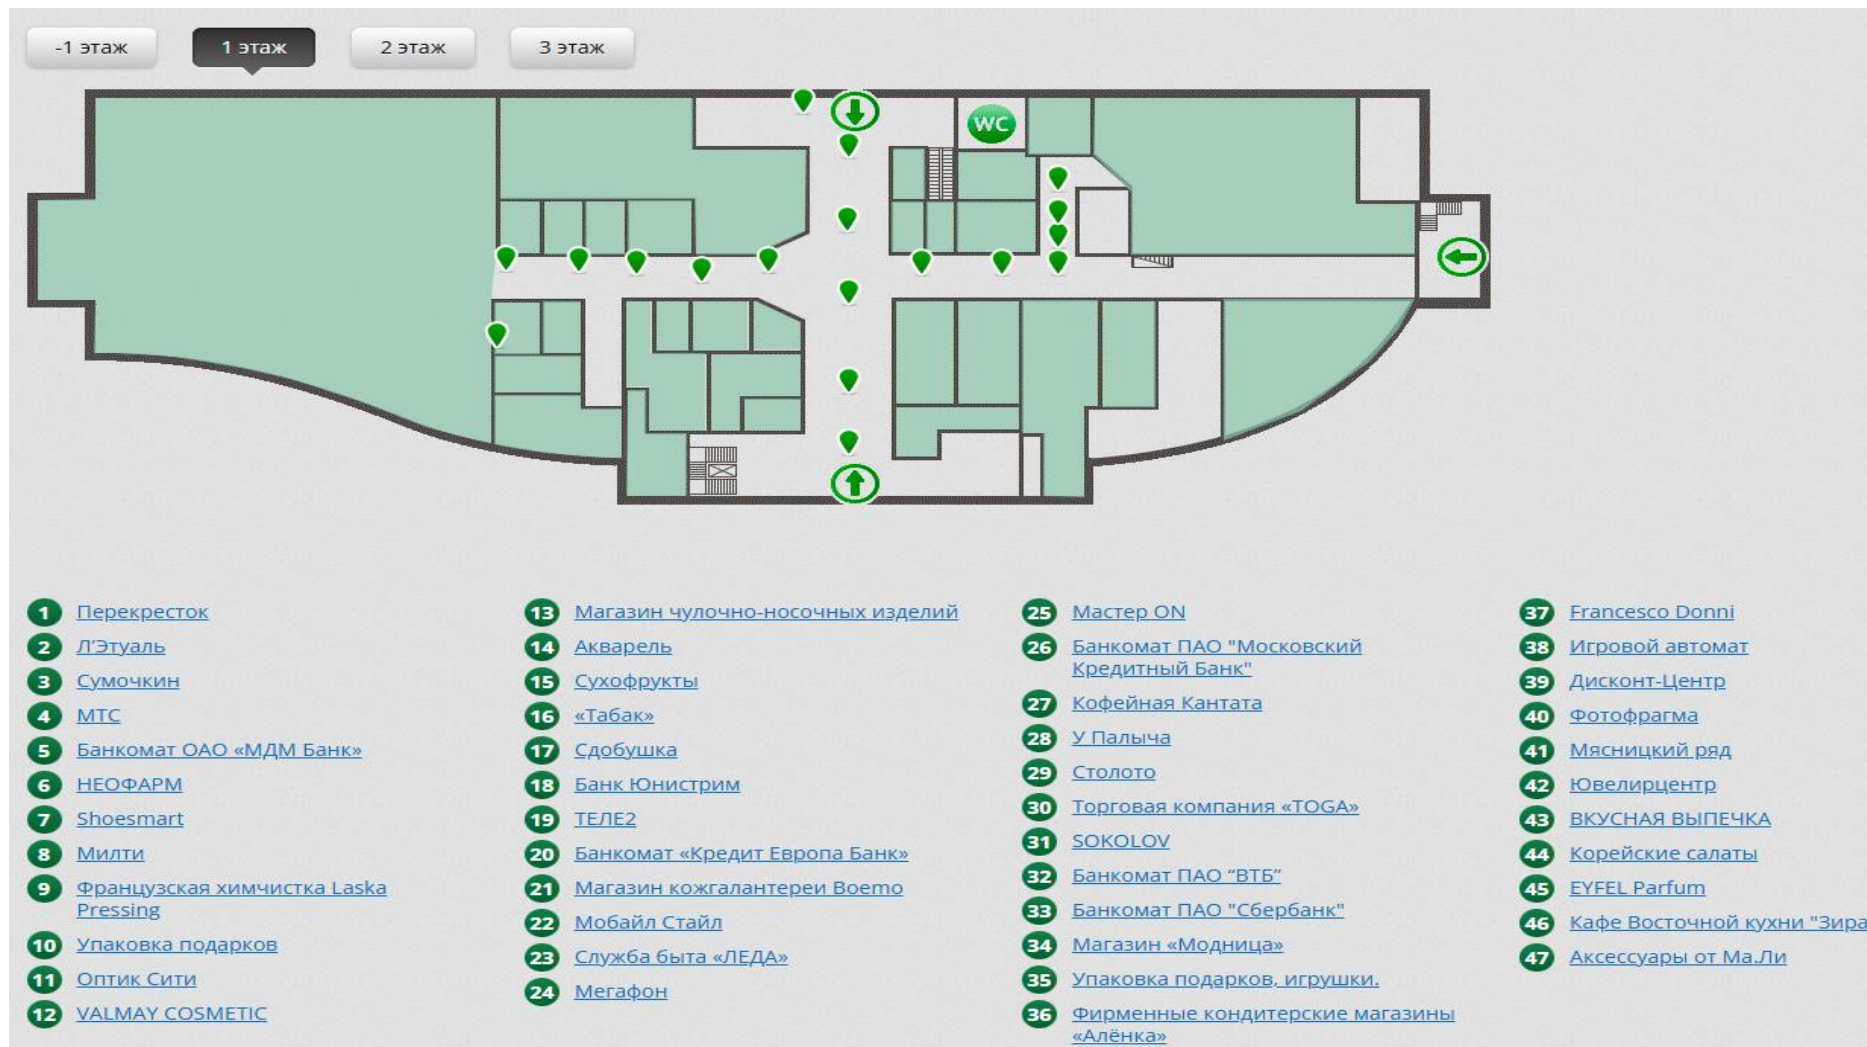 -1 этаж
1 этаж
2 этаж
3 этаж
WC
1 Перекресток
2 Л'Этуаль
3 Сумочкин
4 МТС
5 Банкомат ОАО «МДМ Банк»
6 НЕОФАРМ
7 Shoesmart
8 Милти
9 Французская химчистка Laska
Pressing
10 Упаковка подарков
11 Оптик Сити
12 VALMAY COSMETIC
13 Магазин чулочно-носочных изделий
14 Акварель
15 Сухофрукты
16 «Табак»
17 Сдобушка
18 Банк Юнистрим
19 ТЕЛЕ2
20 Банкомат «Кредит Европа Банк»
21 Магазин кожгалантереи Boemo
22 Мобайл Стайл
23 Служба быта «ЛЕДА»
24 Мегафон
25 Мастер ON
26 Банкомат ПАО "Московский
Кредитный Банк"
27 Кофейная Кантата
28 У Палыча
29 Столото
30 Торговая компания «TOGA»
31 SOKOLOV
32 Банкомат ПАО “ВТБ”
33 Банкомат ПАО "Сбербанк"
34 Магазин «Модница»
35 Упаковка подарков, игрушки.
36 Фирменные кондитерские магазины
«Алёнка»
37 Francesco Donni
38 Игровой автомат
39 Дисконт-Центр
40 Фотофрагма
41 Мясницкий ряд
42 Ювелирцентр
43 ВКУСНАЯ ВЫПЕЧКА
44 Корейские салаты
45 EYFEL Parfum
46 Кафе Восточной кухни "Зира
47 Аксессуары от Ма.Ли